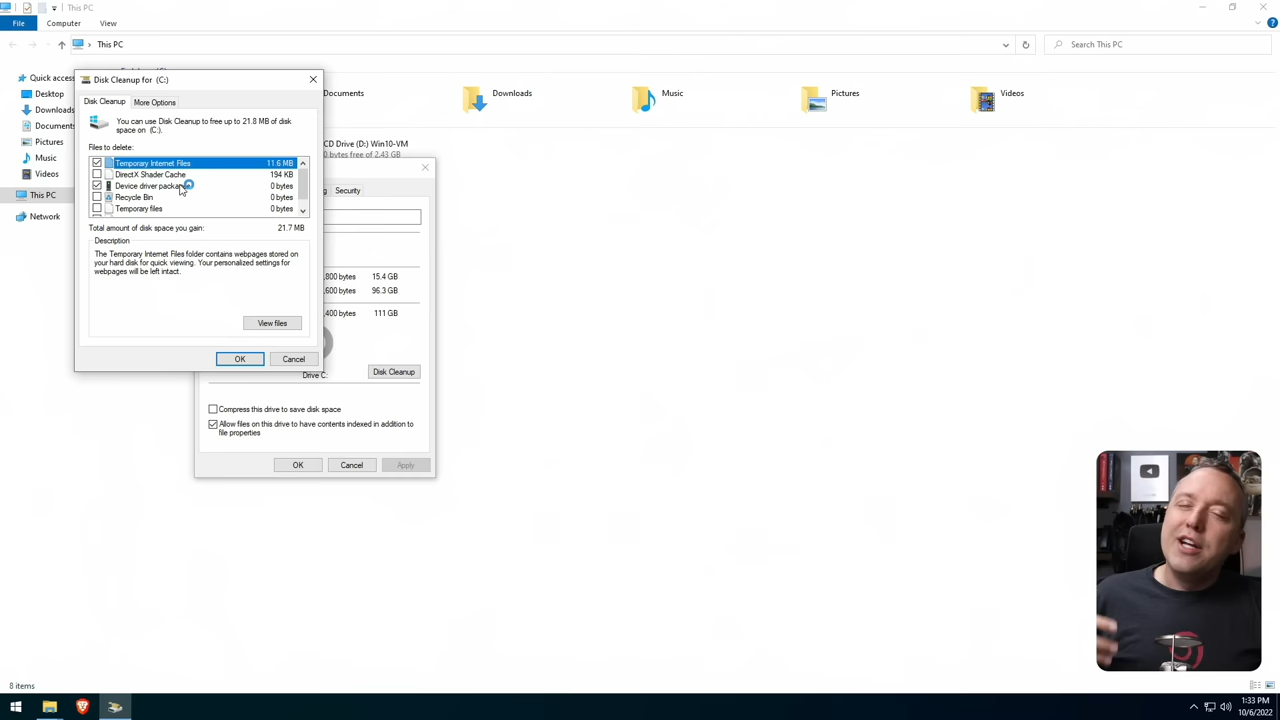 This PC
File
Computer
View
This PC
Search This PC
Disk Cleanup for (C:)
Quick access
Desktop
Downloads
Documents
Pictures
Music
Videos
This PC
Network
Disk Cleanup
More Options
You can use Disk Cleanup to free up to 21.8 MB of disk
space on (C:).
Files to delete:
Temporary Internet Files 11.6 MB
DirectX Shader Cache 194 KB
Device driver 0 bytes
Recycle Bin 0 bytes
Temporary files 0 bytes
Total amount of disk space you gain: 21.7 MB
Description
The Temporary Internet Files folder contains webpages stored on
your hard disk for quick viewing. Your personalized settings for
webpages will be left intact.
View files
OK
Cancel
Documents
Downloads
Music
Pictures
Videos
CD Drive (D:) Win10-VM
bytes free of 2.43 GB
Security
,800 bytes 15.4 GB
,600 bytes 96.3 GB
,400 bytes 111 GB
Drive C:
Disk Cleanup
Compress this drive to save disk space
Allow files on this drive to have contents indexed in addition to
file properties
OK
Cancel
Apply
8 items
1:33 PM
10/6/2022